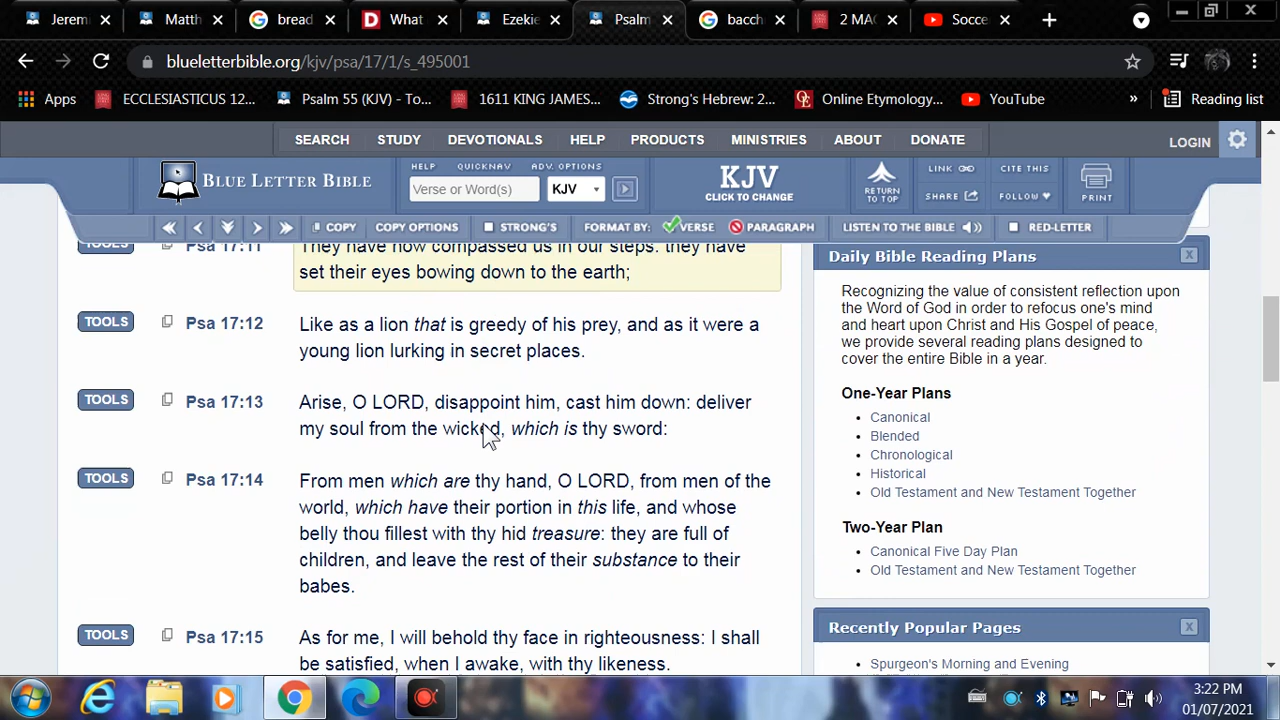 Jeremi
Matth
bread
What
Ezekie
Psalm
bacch
2 MAC
Socce
blueletterbible.org/kjv/psa/17/1/s_495001
Apps
ECCLESIASTICUS 12...
Psalm 55 (KJV) - To...
1611 KING JAMES...
Strong's Hebrew: 2...
Online Etymology...
YouTube
»
Reading list
SEARCH STUDY DEVOTIONALS HELP PRODUCTS MINISTRIES ABOUT DONATE
LOGIN
BLUE LETTER BIBLE
HELP QUICKNAV ADV. OPTIONS
Verse or Word(s)
KJV
KJV
CLICK TO CHANGE
RETURN
TO TOP
LINK
CITE THIS
SHARE
FOLLOW
PRINT
COPY COPY OPTIONS STRONG'S FORMAT BY: VERSE PARAGRAPH LISTEN TO THE BIBLE RED-LETTER
TOOLS Psa 17:11 They have now compassed us in our steps: they have
set their eyes bowing down to the earth;
TOOLS Psa 17:12 Like as a lion that is greedy of his prey, and as it were a
young lion lurking in secret places.
TOOLS Psa 17:13 Arise, O LORD, disappoint him, cast him down: deliver
my soul from the wicked, which is thy sword:
TOOLS Psa 17:14 From men which are thy hand, O LORD, from men of the
world, which have their portion in this life, and whose
belly thou fillest with thy hid treasure: they are full of
children, and leave the rest of their substance to their
babes.
TOOLS Psa 17:15 As for me, I will behold thy face in righteousness: I shall
be satisfied, when I awake, with thy likeness.
Daily Bible Reading Plans
Recognizing the value of consistent reflection upon
the Word of God in order to refocus one's mind
and heart upon Christ and His Gospel of peace,
we provide several reading plans designed to
cover the entire Bible in a year.
One-Year Plans
Canonical
Blended
Chronological
Historical
Old Testament and New Testament Together
Two-Year Plan
Canonical Five Day Plan
Old Testament and New Testament Together
Recently Popular Pages
Spurgeon's Morning and Evening
3:22 PM
01/07/2021